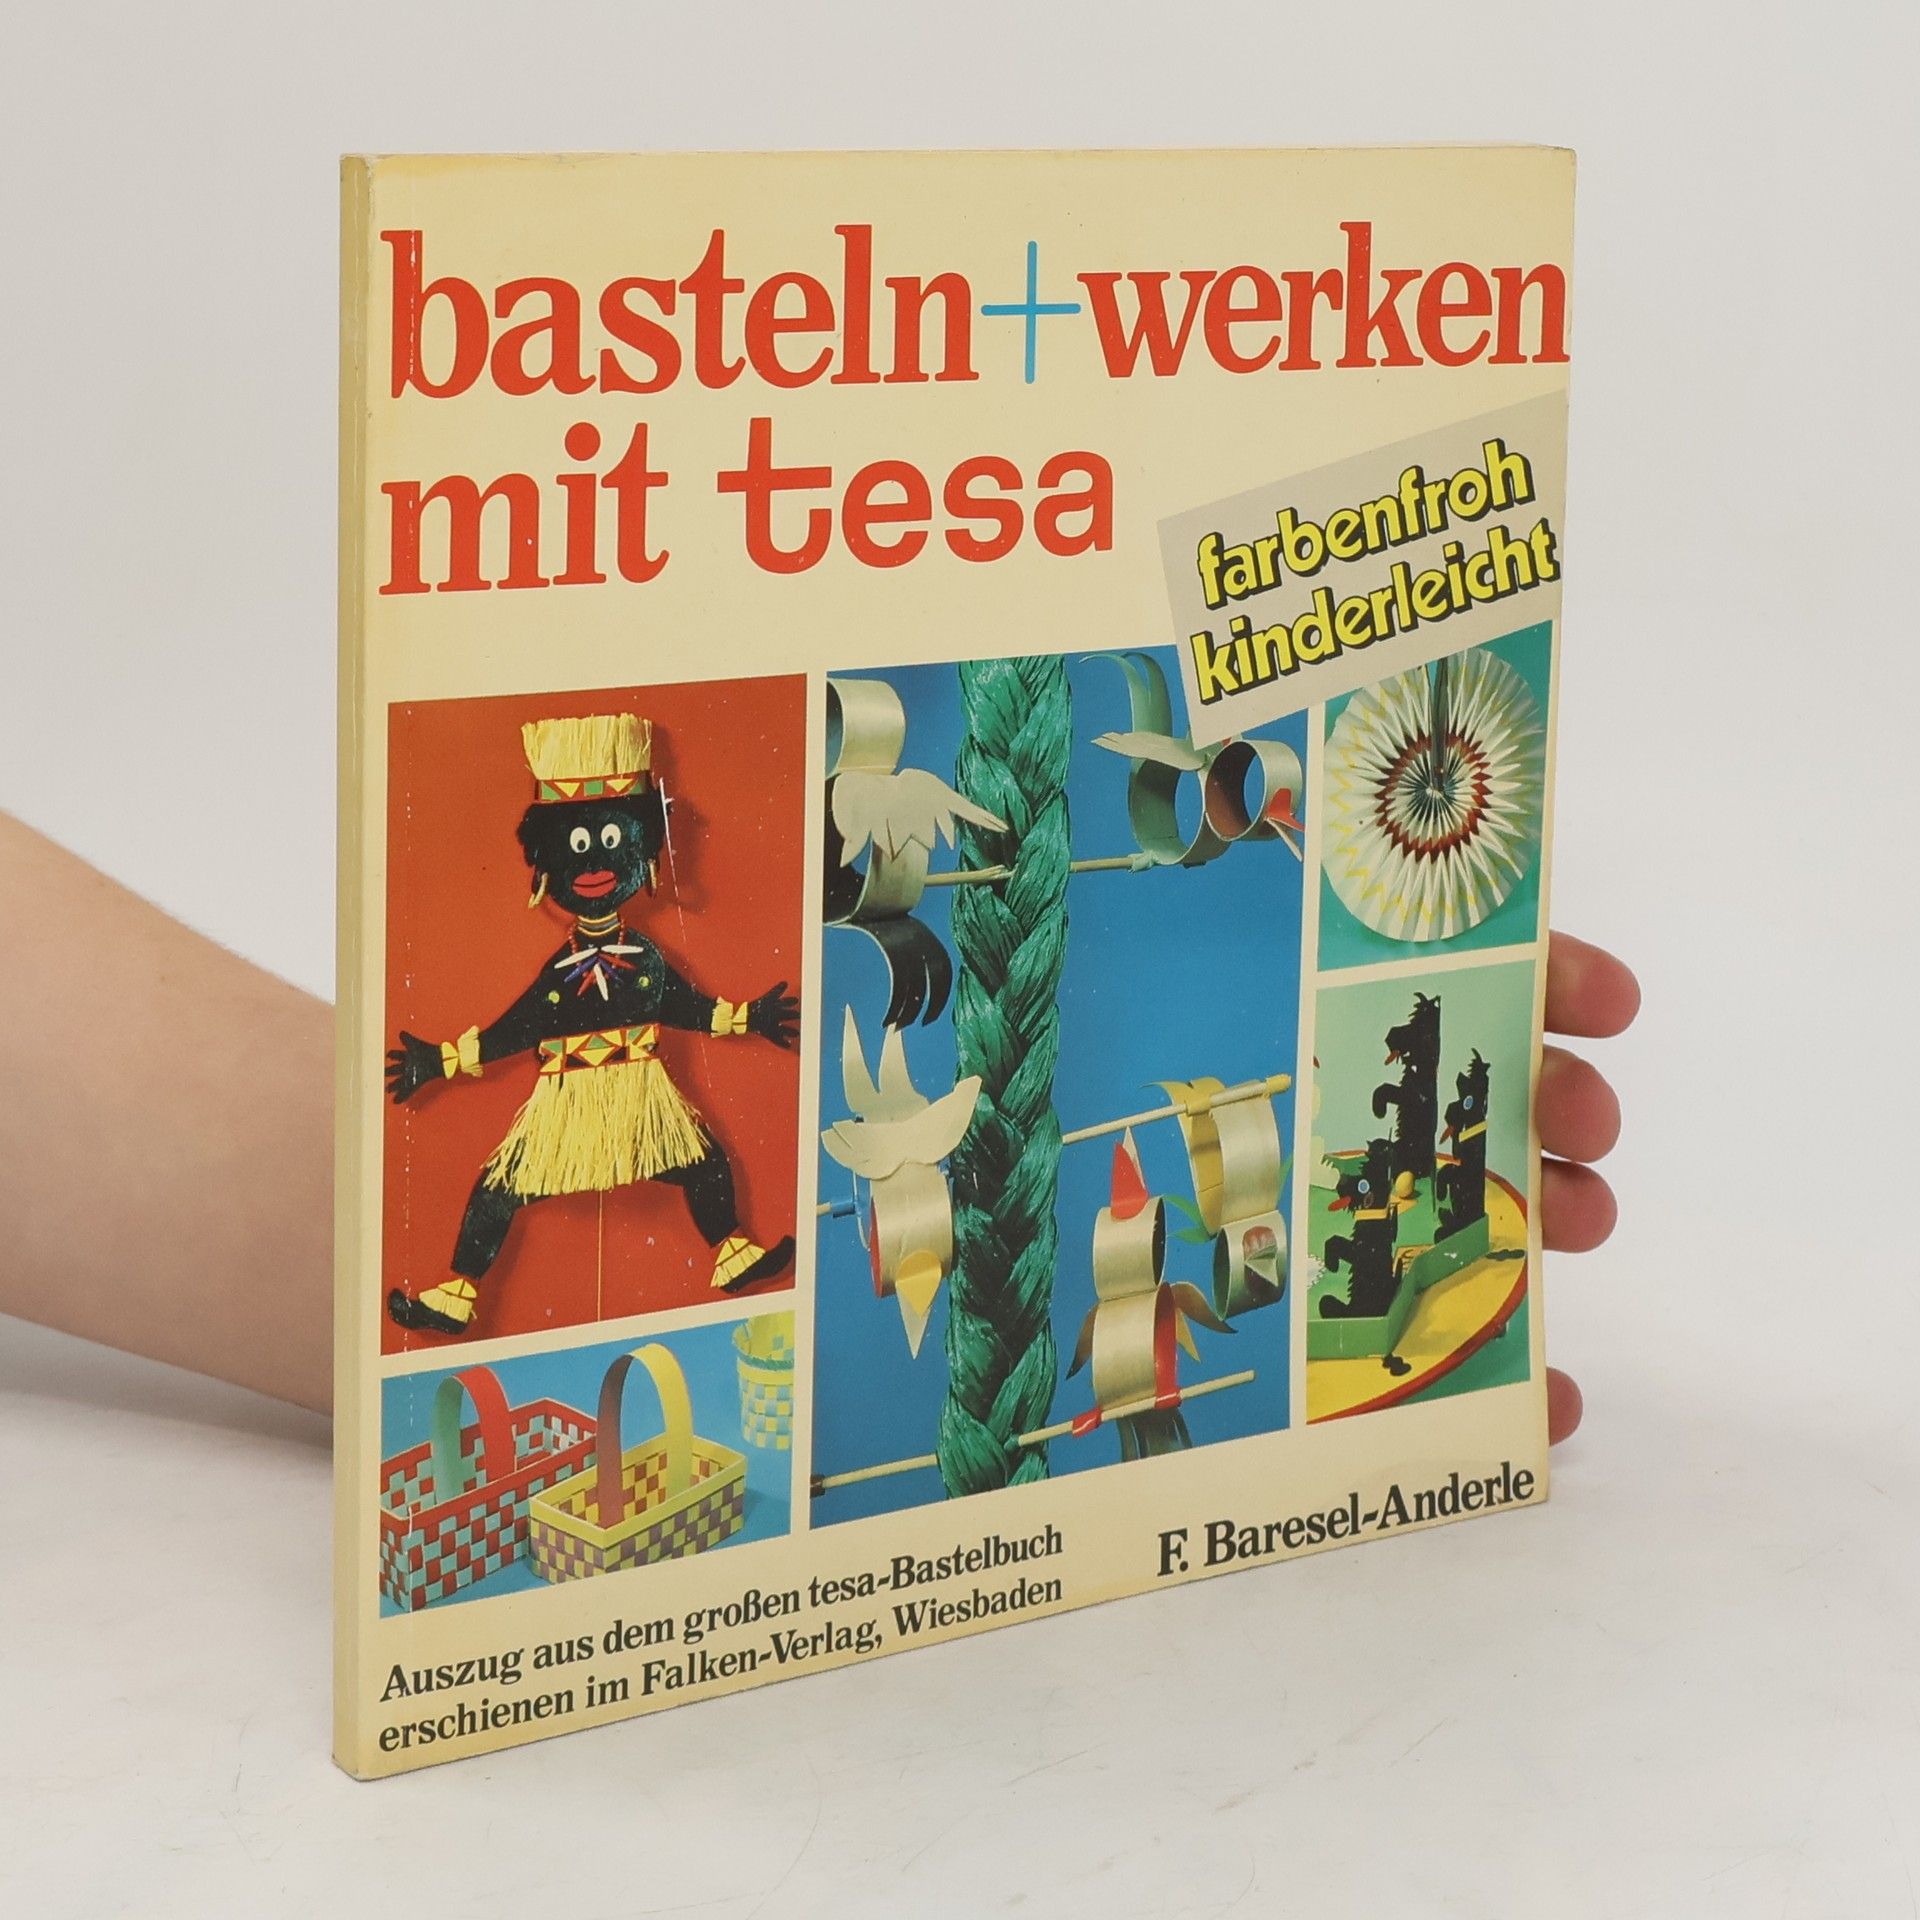 basteln+werken
mit tesa
farbenfroh
kinderleicht
F. Baresel-Anderle
Auszug aus dem großen tesa-Bastelbuch
erschienen im Falken-Verlag, Wiesbaden